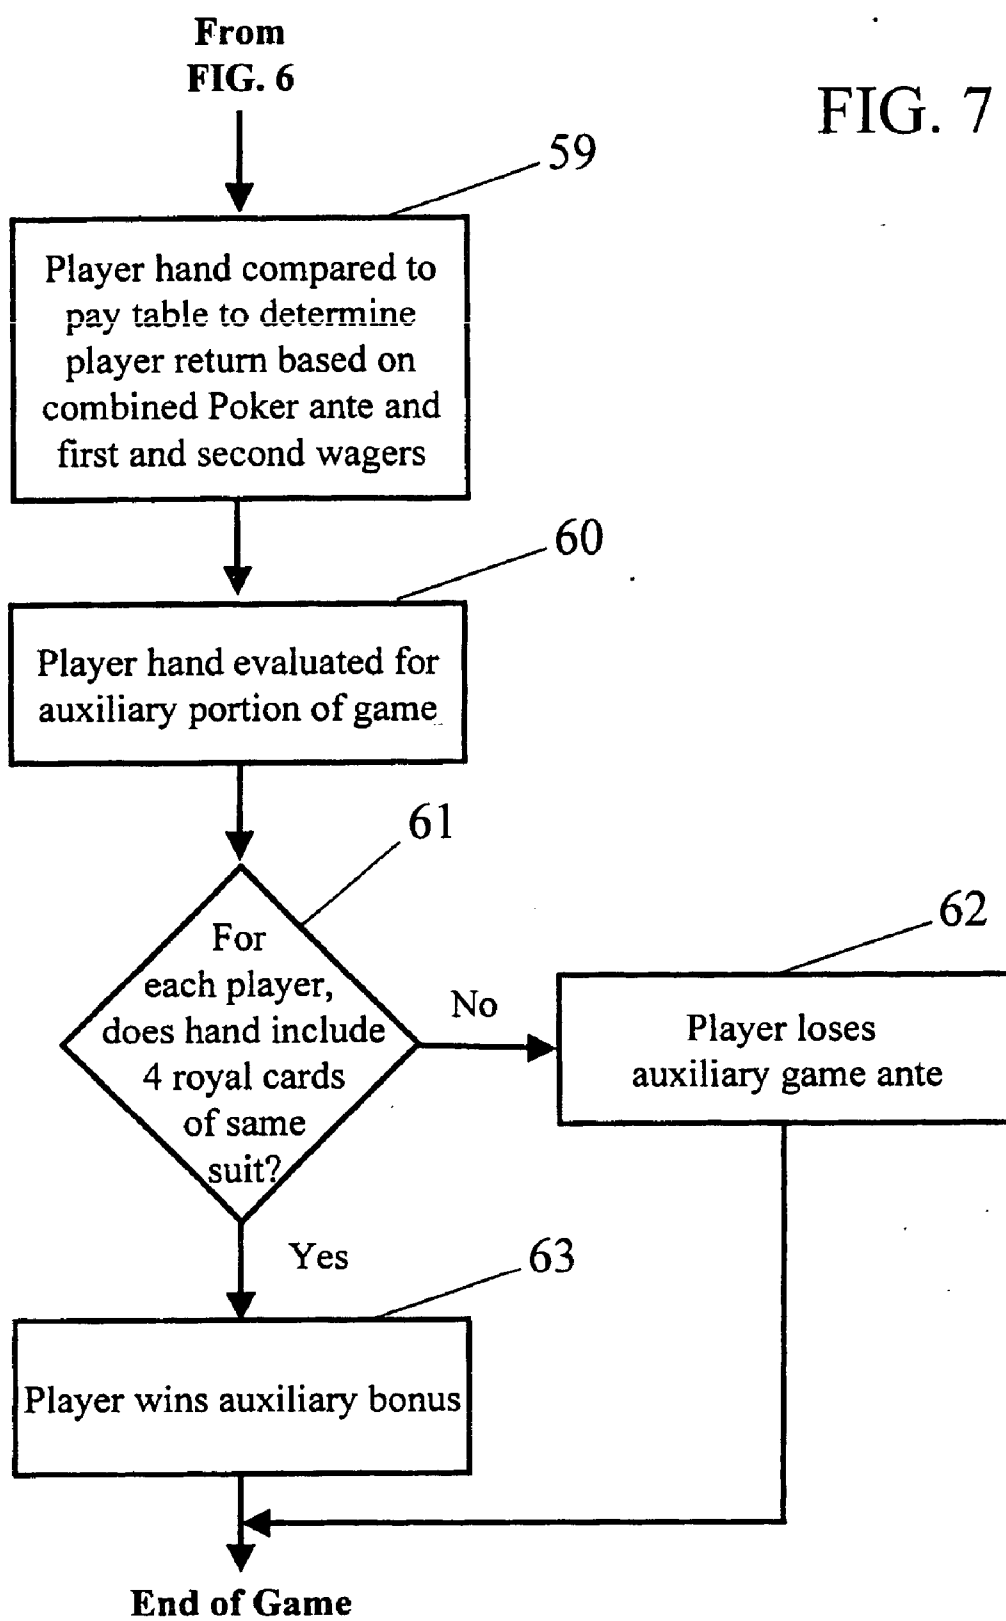 From
FIG. 6
FIG. 7
59
Player hand compared to
pay table to determine
player return based on
combined Poker ante and
first and second wagers
60
Player hand evaluated for
auxiliary portion of game
61
For
each player,
does hand include
4 royal cards
of same
suit?
No
62
Player loses
auxiliary game ante
Yes
63
Player wins auxiliary bonus
End of Game